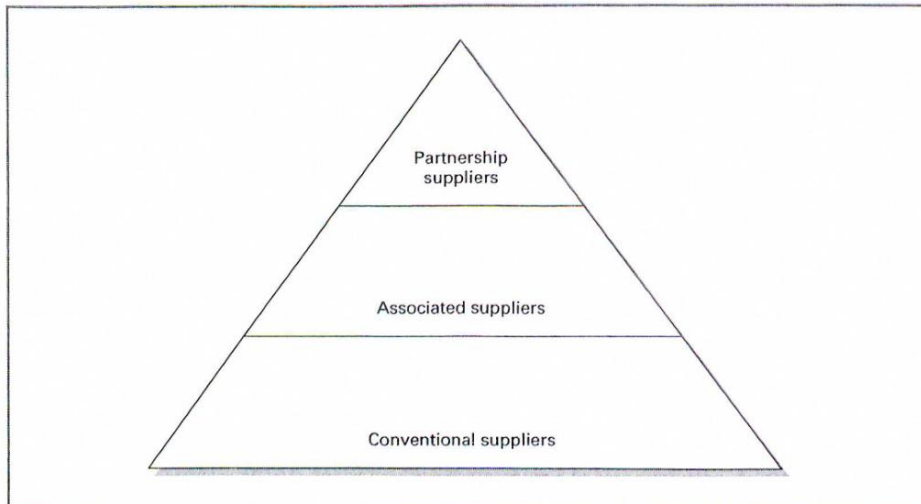 Partnership
suppliers
Associated suppliers
Conventional suppliers